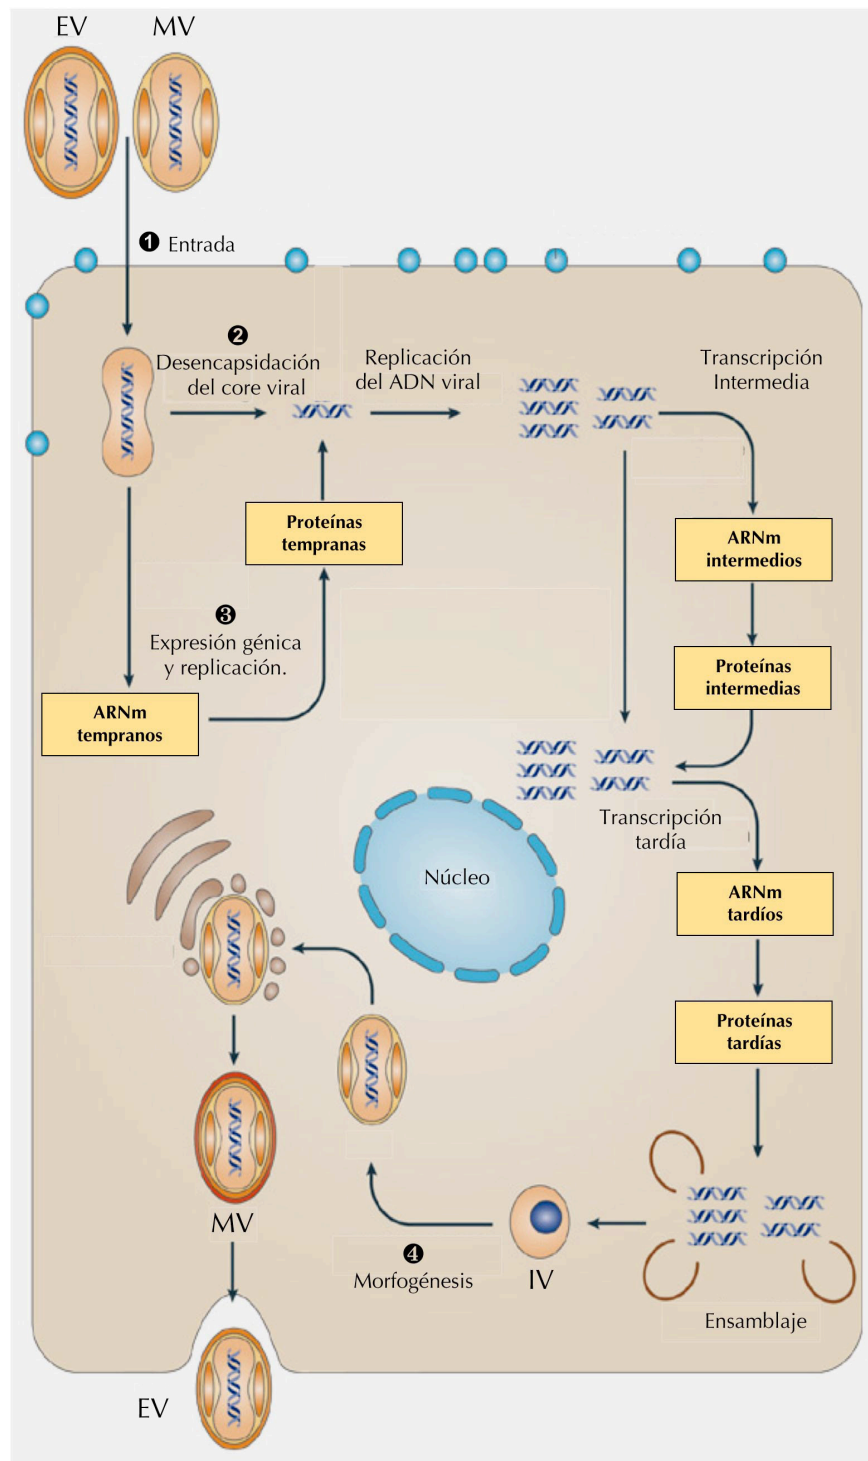 EV
MV
❶ Entrada
❷
Desencapsidación
del core viral
Replicación
del ADN viral
Transcripción
Intermedia
Proteínas
tempranas
ARNm
intermedios
❸
Expresión génica
y replicación.
Proteínas
intermedias
ARNm
tempranos
Transcripción
tardía
Núcleo
ARNm
tardíos
Proteínas
tardías
MV
❹
Morfogénesis
IV
Ensamblaje
EV